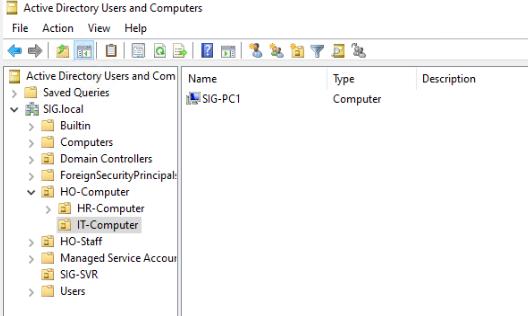 Active Directory Users and Computers
File Action View Help
Active Directory Users and Com
Saved Queries
SIG.local
Builtin
Computers
Domain Controllers
ForeignSecurityPrincipals
HO-Computer
HR-Computer
IT-Computer
HO-Staff
Managed Service Accour
SIG-SVR
Users
Name Type Description
SIG-PC1 Computer